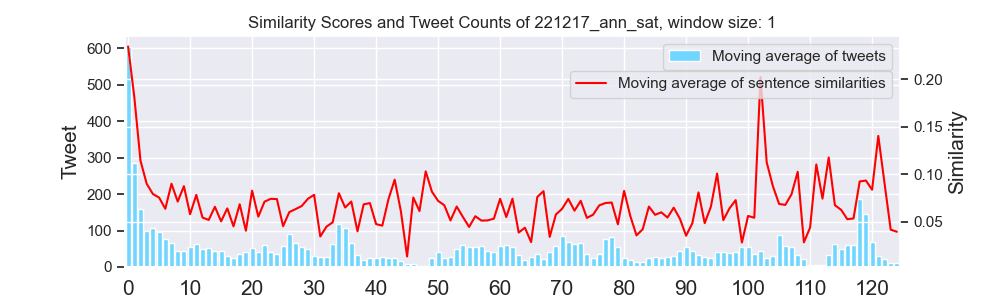 Similarity Scores and Tweet Counts of 221217_ann_sat, window size: 1
Moving average of tweets
Moving average of sentence similarities
Tweet
Similarity
600
500
400
300
200
100
0
0.20
0.15
0.10
0.05
0 10 20 30 40 50 60 70 80 90 100 110 120